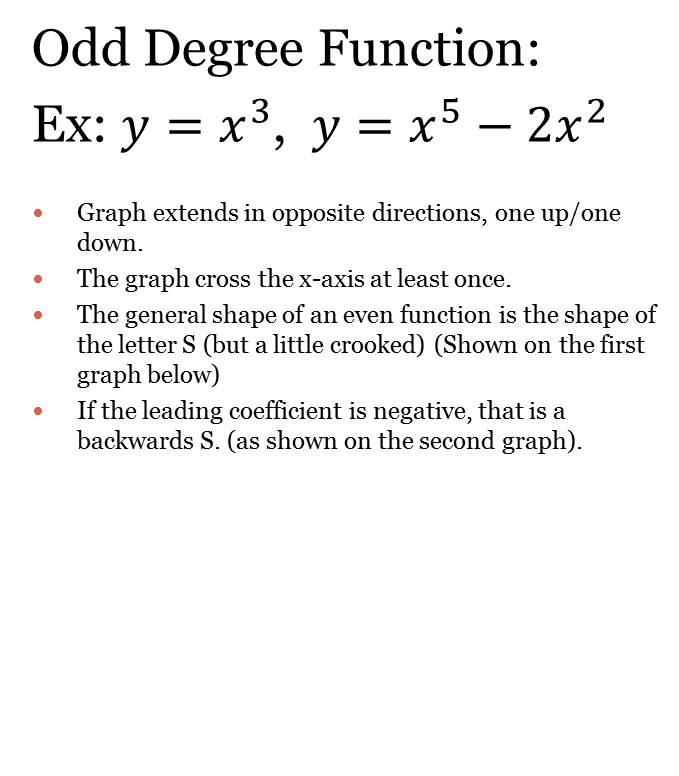 Odd Degree Function:
Ex: y = x³, y = x⁵ − 2x²
• Graph extends in opposite directions, one up/one
down.
• The graph cross the x-axis at least once.
• The general shape of an even function is the shape of
the letter S (but a little crooked) (Shown on the first
graph below)
• If the leading coefficient is negative, that is a
backwards S. (as shown on the second graph).